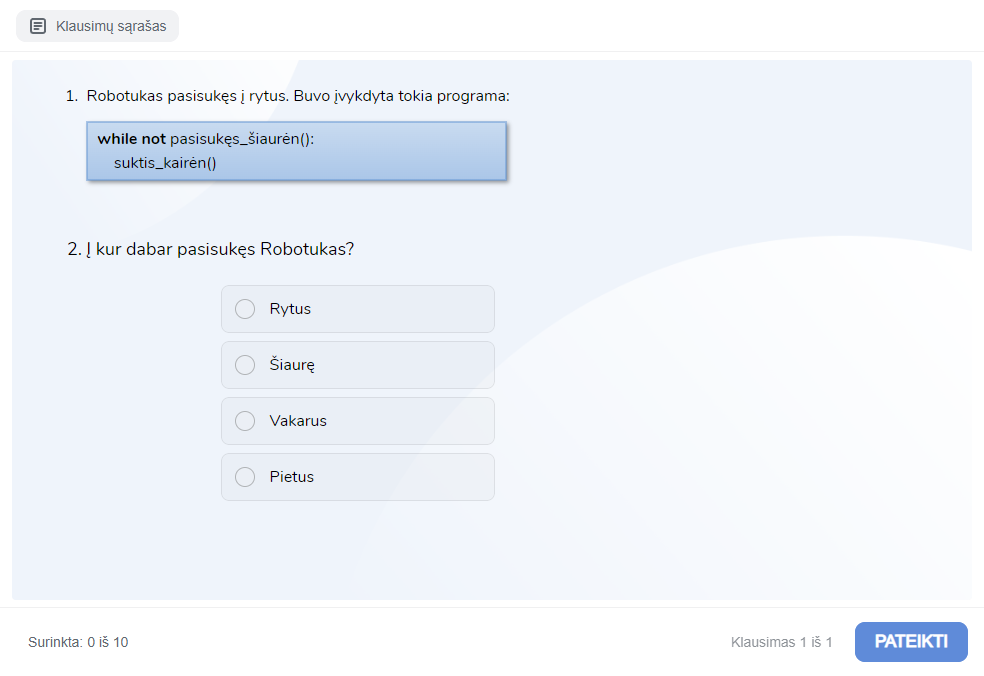 Klausimų sąrašas
1. Robotukas pasisukęs į rytus. Buvo įvykdyta tokia programa:
while not pasisukęs_šiaurėn():
suktis_kairėn()
2. Į kur dabar pasisukęs Robotukas?
Rytus
Šiaurę
Vakarus
Pietus
Surinkta: 0 iš 10
Klausimas 1 iš 1
PATEIKTI